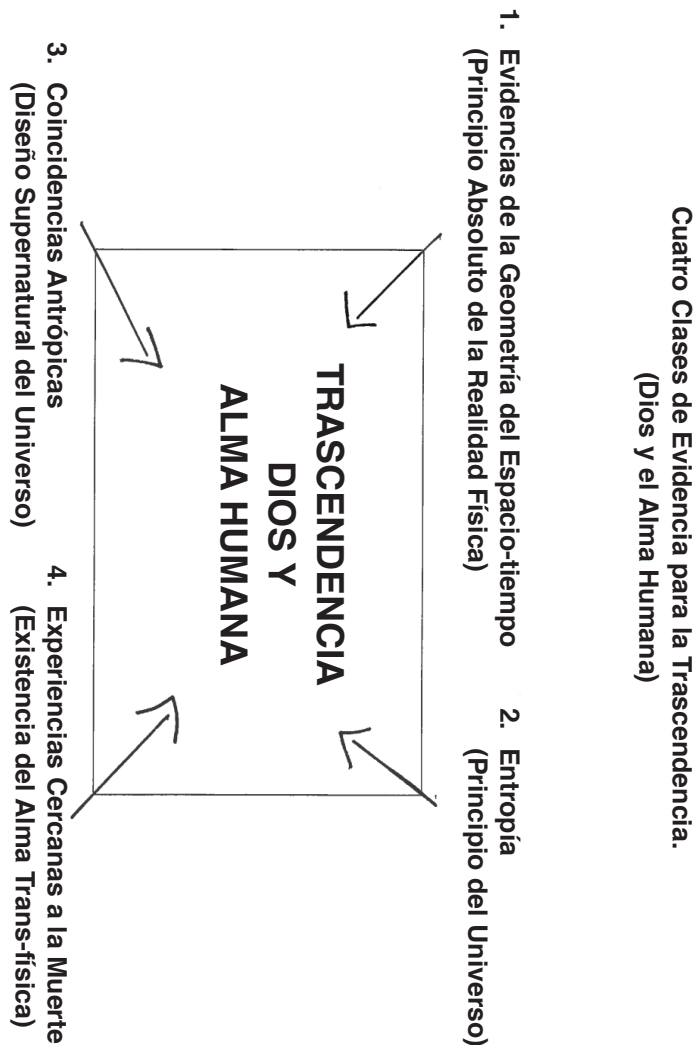 Cuatro Clases de Evidencia para la Trascendencia.
(Dios y el Alma Humana)
1. Evidencias de la Geometría del Espacio-tiempo
(Principio Absoluto de la Realidad Física)
2. Entropía
(Principio del Universo)
TRASCENDENCIA
DIOS Y
ALMA HUMANA
3. Coincidencias Antrópicas
(Diseño Supernatural del Universo)
4. Experiencias Cercanas a la Muerte
(Existencia del Alma Trans-física)